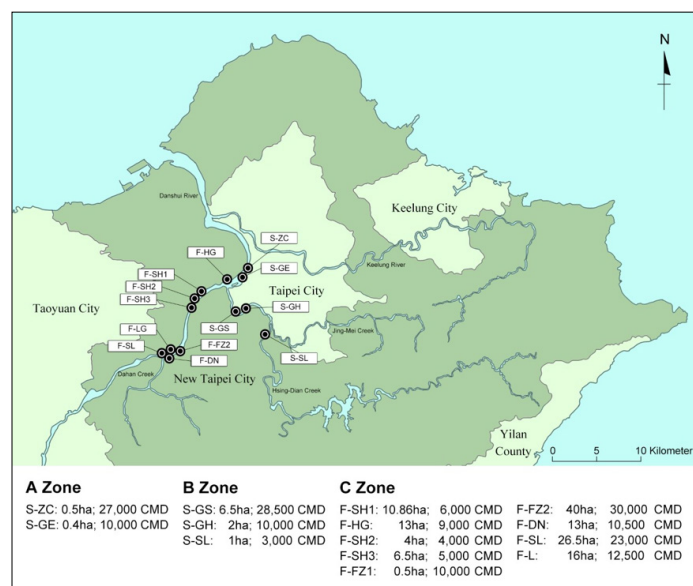 N
Danshui River
Keelung City
S-ZC
F-HG
Keelung River
S-GE
F-SH1
F-SH2
Taipei City
F-SH3
Taoyuan City
S-GH
S-GS
F-LG
Jing-Mei Creek
F-SL
F-FZ2
S-SL
F-DN
Dahan Creek
New Taipei City
Hsing-Dian Creek
Yilan
County
0 5 10 Kilometer
A Zone
S-ZC: 0.5ha; 27,000 CMD
S-GE: 0.4ha; 10,000 CMD
B Zone
S-GS: 6.5ha; 28,500 CMD
S-GH: 2ha; 10,000 CMD
S-SL: 1ha; 3,000 CMD
C Zone
F-SH1: 10.86ha; 6,000 CMD
F-HG: 13ha; 9,000 CMD
F-SH2: 4ha; 4,000 CMD
F-SH3: 6.5ha; 5,000 CMD
F-FZ1: 0.5ha; 10,000 CMD
F-FZ2: 40ha; 30,000 CMD
F-DN: 13ha; 10,500 CMD
F-SL: 26.5ha; 23,000 CMD
F-L: 16ha; 12,500 CMD